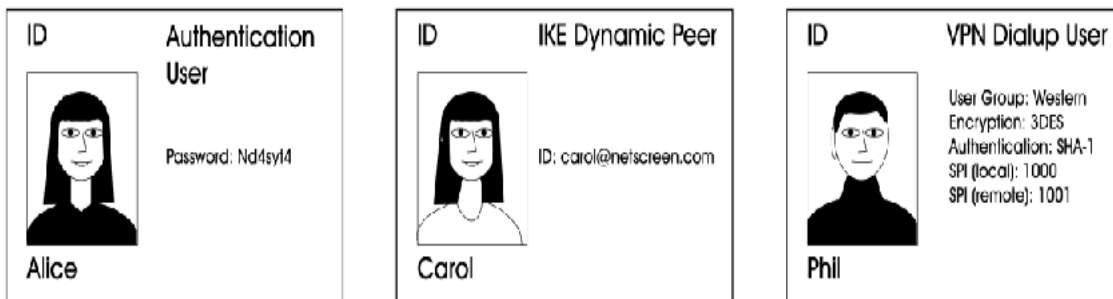 ID
Authentication
User
Password: Nd4syf4
Alice
ID
IKE Dynamic Peer
ID: carol@netscreen.com
Carol
ID
VPN Dialup User
User Group: Western
Encryption: 3DES
Authentication: SHA-1
SPI (local): 1000
SPI (remote): 1001
Phil